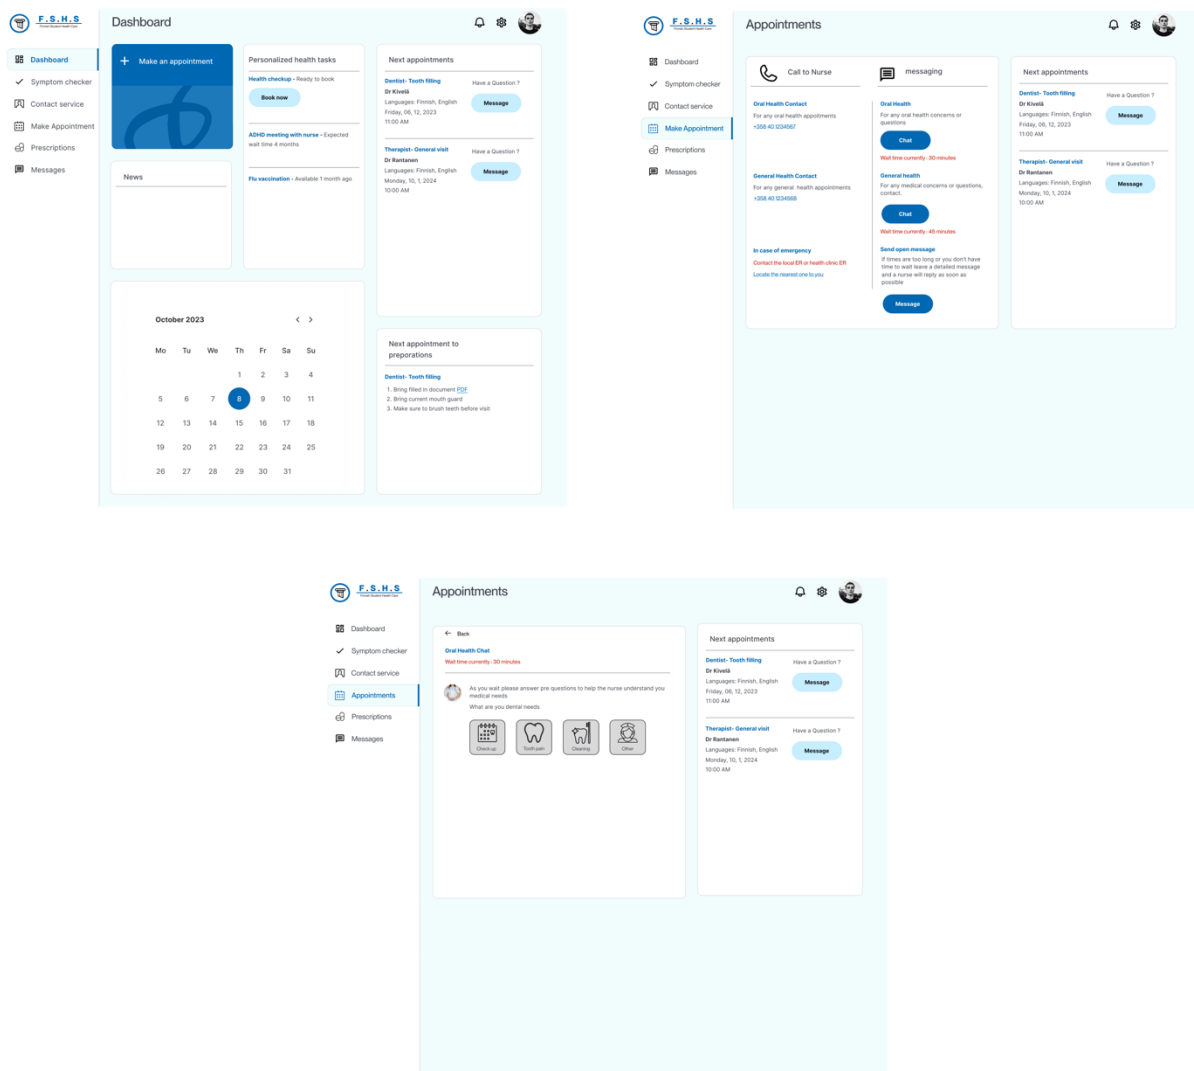 F.S.H.S
Finnish Student Health Care
Dashboard
Symptom checker
Contact service
Make Appointment
Prescriptions
Messages
Dashboard
Make an appointment
News
Personalized health tasks
Health checkup - Ready to book
Book now
ADHD meeting with nurse - Expected
wait time 4 months
Flu vaccination - Available 1 month ago
Next appointments
Dentist- Tooth filling
Dr Kivelä
Languages: Finnish, English
Friday, 06, 12, 2023
11:00 AM
Have a Question ?
Message
Therapist- General visit
Dr Rantanen
Languages: Finnish, English
Monday, 10, 1, 2024
10:00 AM
Have a Question ?
Message
October 2023
Mo Tu We Th Fr Sa Su
1 2 3 4
5 6 7 8 9 10 11
12 13 14 15 16 17 18
19 20 21 22 23 24 25
26 27 28 29 30 31
Next appointment to
preporations
Dentist- Tooth filling
1. Bring filled in document PDF
2. Bring current mouth guard
3. Make sure to brush teeth before visit
F.S.H.S
Finnish Student Health Care
Dashboard
Symptom checker
Contact service
Make Appointment
Prescriptions
Messages
Appointments
Call to Nurse
Oral Health Contact
For any oral health appoitments
+358 40 1234567
General Health Contact
For any general health appointments
+358 40 1234568
In case of emergency
Contact the local ER or health clinic ER
Locate the nearest one to you
messaging
Oral Health
For any oral health concerns or
questions
Chat
Wait time currently : 30 minutes
General health
For any medical concerns or questions,
contact.
Chat
Wait time currently : 45 minutes
Send open message
If times are too long or you don't have
time to wait leave a detailed message
and a nurse will reply as soon as
possible
Message
Next appointments
Dentist- Tooth filling
Dr Kivelä
Languages: Finnish, English
Friday, 06, 12, 2023
11:00 AM
Have a Question ?
Message
Therapist- General visit
Dr Rantanen
Languages: Finnish, English
Monday, 10, 1, 2024
10:00 AM
Have a Question ?
Message
F.S.H.S
Finnish Student Health Care
Dashboard
Symptom checker
Contact service
Appointments
Prescriptions
Messages
Appointments
Back
Oral Health Chat
Wait time currently : 30 minutes
As you wait please answer pre questions to help the nurse understand you
medical needs
What are you dental needs
Check up
Tooth pain
Cleaning
Other
Next appointments
Dentist- Tooth filling
Dr Kivelä
Languages: Finnish, English
Friday, 06, 12, 2023
11:00 AM
Have a Question ?
Message
Therapist- General visit
Dr Rantanen
Languages: Finnish, English
Monday, 10, 1, 2024
10:00 AM
Have a Question ?
Message